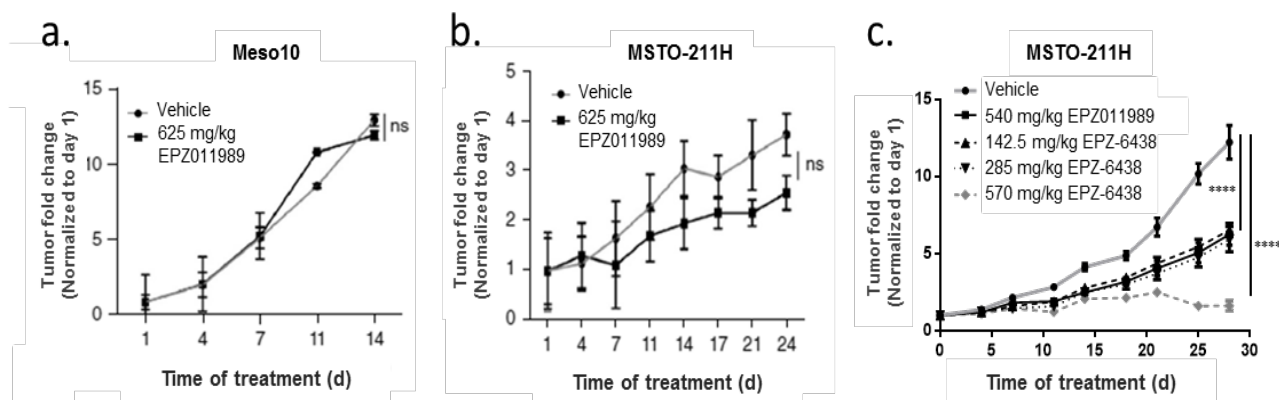 a.
Meso10
Tumor fold change
(Normalized to day 1)
15
10
5
0
Vehicle
625 mg/kg
EPZ011989
ns
1 4 7 11 14
Time of treatment (d)
b.
MSTO-211H
Tumor fold change
(Normalized to day 1)
5
4
3
2
1
0
Vehicle
625 mg/kg
EPZ011989
ns
1 4 7 11 14 17 21 24
Time of treatment (d)
c.
MSTO-211H
Tumor fold change
(Normalized to day 1)
15
10
5
0
Vehicle
540 mg/kg EPZ011989
142.5 mg/kg EPZ-6438
285 mg/kg EPZ-6438
570 mg/kg EPZ-6438
****
****
0 5 10 15 20 25 30
Time of treatment (d)